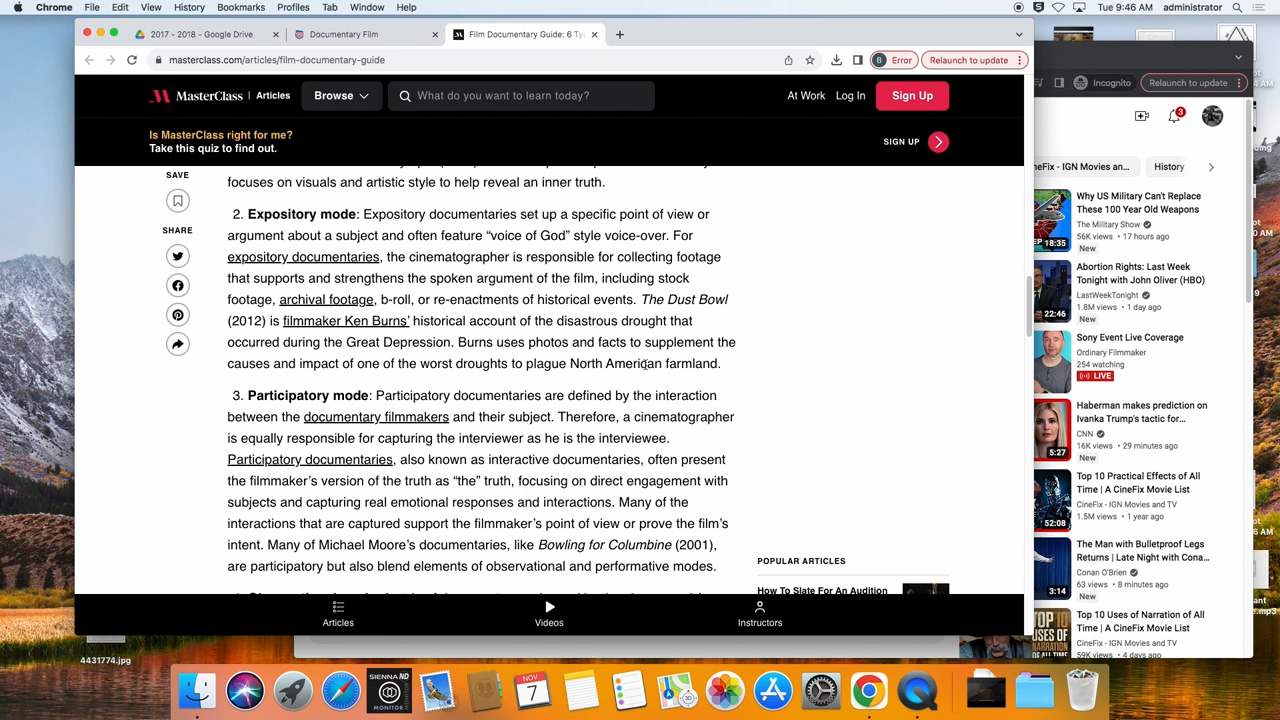 Chrome File Edit View History Bookmarks Profiles Tab Window Help
Tue 9:46 AM administrator
2017 - 2018 - Google Drive
Documentary Film
Film Documentary Guide: 6 Ty
masterclass.com/articles/film-documentary-guide
B Error
Relaunch to update
MasterClass | Articles
Browse
What do you want to learn today?
At Work
Log In
Sign Up
Is MasterClass right for me?
Take this quiz to find out.
SIGN UP
SAVE
SHARE
focuses on visuals and artistic style to help reveal an inner truth.
2. Expository mode: Expository documentaries set up a specific point of view or
argument about a subject and often feature “voice of God” style voice-over. For
expository documentaries, the cinematographer is responsible for collecting footage
that supports and strengthens the spoken argument of the film, including stock
footage, archival footage, b-roll, or re-enactments of historical events. The Dust Bowl
(2012) is filmmaker Ken Burns’ historical account of the disastrous drought that
occurred during the Great Depression. Burns uses photos and facts to supplement the
causes and impact of one of the worst droughts to plague North American farmland.
3. Participatory mode: Participatory documentaries are defined by the interaction
between the documentary filmmakers and their subject. Therefore, a cinematographer
is equally responsible for capturing the interviewer as he is the interviewee.
Participatory documentaries, also known as interactive documentaries, often present
the filmmaker’s version of the truth as “the” truth, focusing on direct engagement with
subjects and capturing real emotional responses and interactions. Many of the
interactions that are captured support the filmmaker’s point of view or prove the film’s
intent. Many of Michael Moore’s documentaries, like Bowling for Columbine (2001),
are participatory but also blend elements of observational and performative modes.
POPULAR ARTICLES
How To Slate For An Audition
Articles
Videos
Instructors
Incognito
Relaunch to update
3
eFix - IGN Movies an...
History
Why US Military Can't Replace
These 100 Year Old Weapons
The Military Show
56K views • 17 hours ago
New
18:35
Abortion Rights: Last Week
Tonight with John Oliver (HBO)
LastWeekTonight
1.8M views • 1 day ago
New
22:46
Sony Event Live Coverage
Ordinary Filmmaker
254 watching
LIVE
Haberman makes prediction on
Ivanka Trump's tactic for...
CNN
16K views • 29 minutes ago
New
5:27
Top 10 Practical Effects of All
Time | A CineFix Movie List
CineFix - IGN Movies and TV
1.5M views • 1 year ago
52:08
The Man with Bulletproof Legs
Returns | Late Night with Cona...
Conan O'Brien
63 views • 8 minutes ago
New
3:14
Top 10 Uses of Narration of All
Time | A CineFix Movie List
CineFix - IGN Movies and TV
59K views • 4 days ago
TOP 10
USES OF
NARRATION
4431774.jpg
SIENNA ND
MONITOR
NOV
7